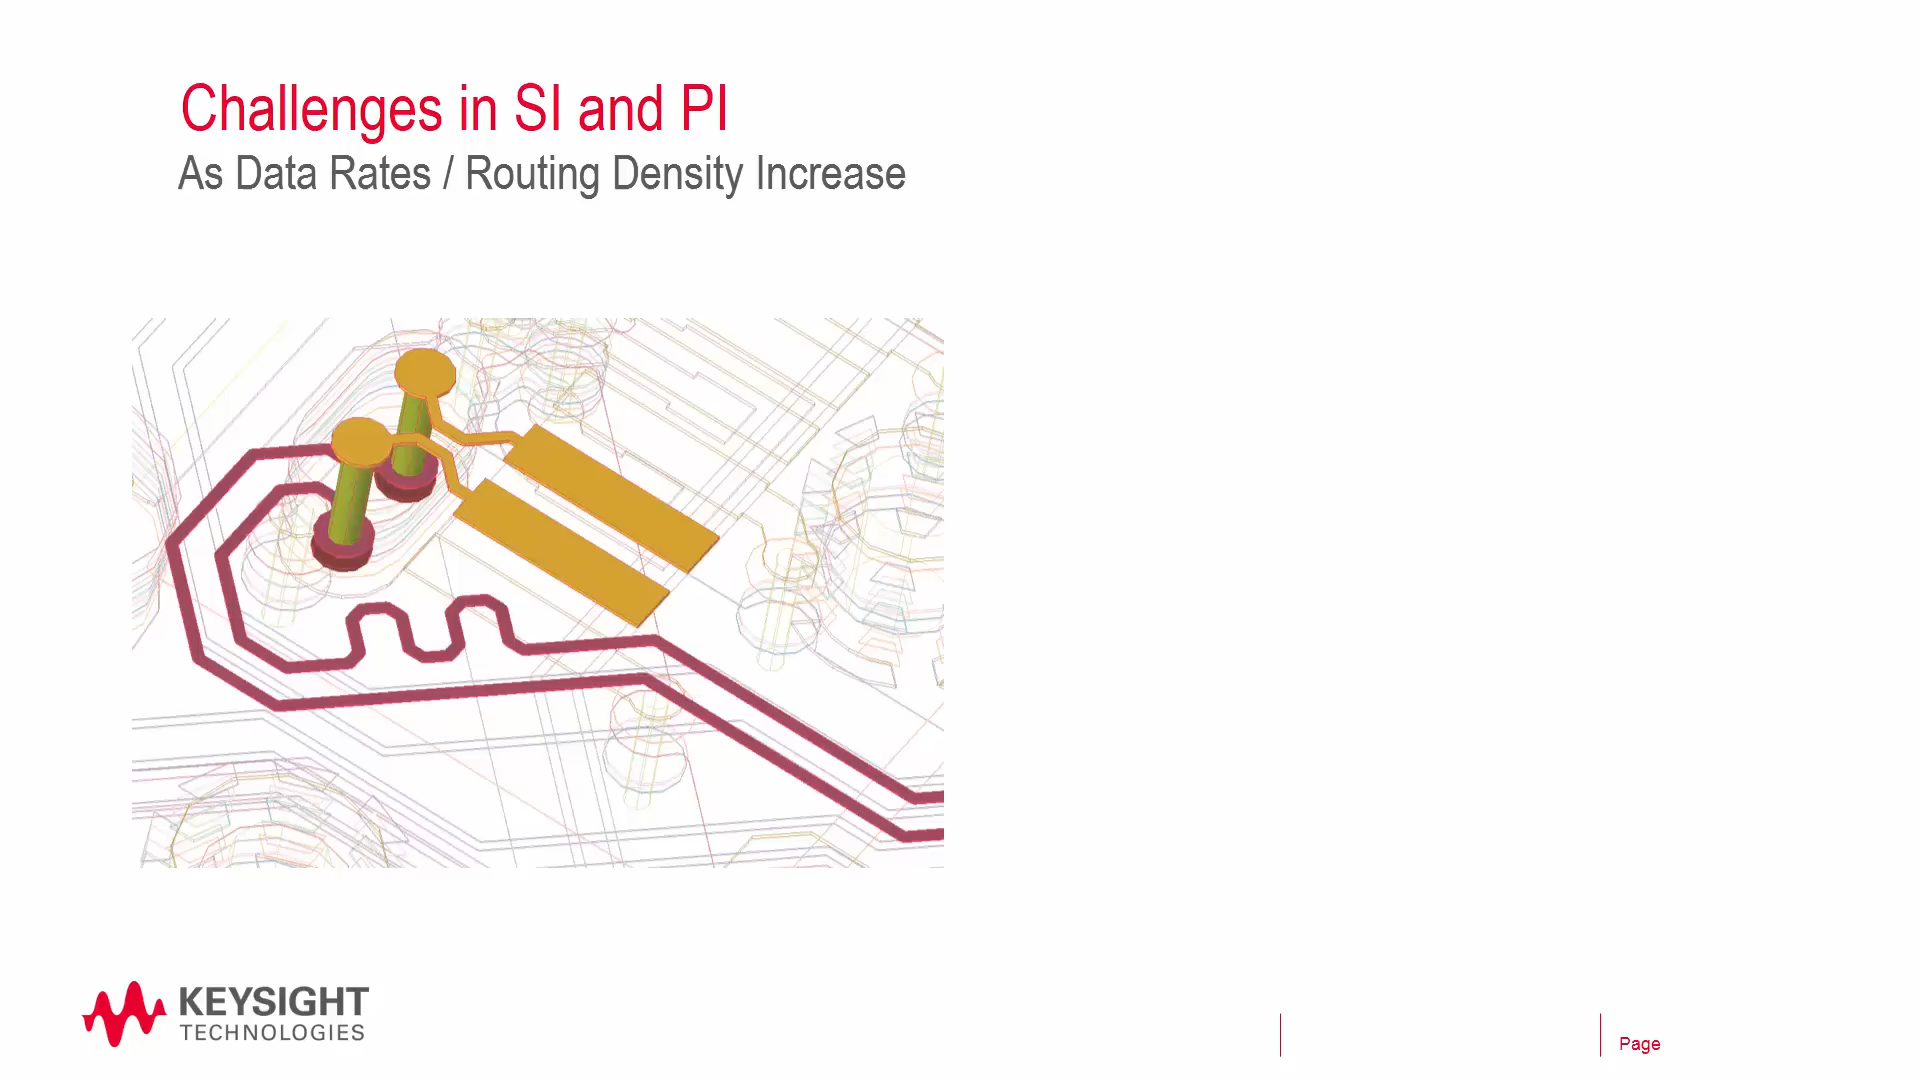 Challenges in SI and PI
As Data Rates / Routing Density Increase
KEYSIGHT
TECHNOLOGIES
Page